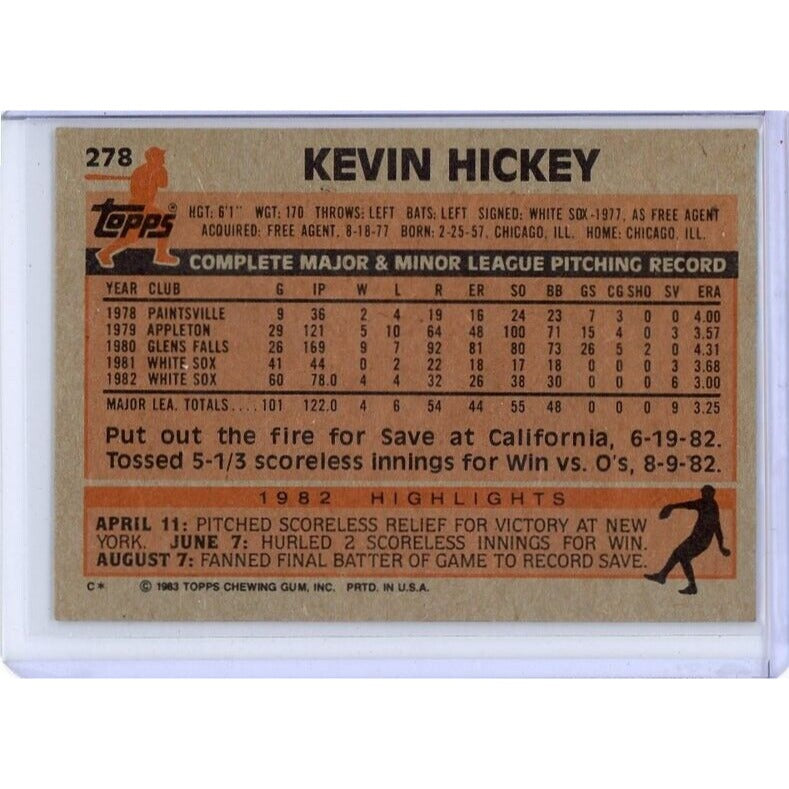 278 KEVIN HICKEY
Topps®
HGT: 6'1" WGT: 170 THROWS: LEFT BATS: LEFT SIGNED: WHITE SOX-1977, AS FREE AGENT
ACQUIRED: FREE AGENT, 8-18-77 BORN: 2-25-57, CHICAGO, ILL. HOME: CHICAGO, ILL.
COMPLETE MAJOR & MINOR LEAGUE PITCHING RECORD
YEAR CLUB G IP W L R ER SO BB GS CG SHO SV ERA
1978 PAINTSVILLE 9 36 2 4 19 16 24 23 7 3 0 0 4.00
1979 APPLETON 29 121 5 10 64 48 100 71 15 4 0 3 3.57
1980 GLENS FALLS 26 169 9 7 92 81 80 73 26 5 2 0 4.31
1981 WHITE SOX 41 44 0 2 22 18 17 18 0 0 0 3 3.68
1982 WHITE SOX 60 78.0 4 4 32 26 38 30 0 0 0 6 3.00
MAJOR LEA. TOTALS.... 101 122.0 4 6 54 44 55 48 0 0 0 9 3.25
Put out the fire for Save at California, 6-19-82.
Tossed 5-1/3 scoreless innings for Win vs. O's, 8-9-82.
1982 HIGHLIGHTS
APRIL 11: PITCHED SCORELESS RELIEF FOR VICTORY AT NEW
YORK. JUNE 7: HURLED 2 SCORELESS INNINGS FOR WIN.
AUGUST 7: FANNED FINAL BATTER OF GAME TO RECORD SAVE.
C* © 1983 TOPPS CHEWING GUM, INC. PRTD. IN U.S.A.